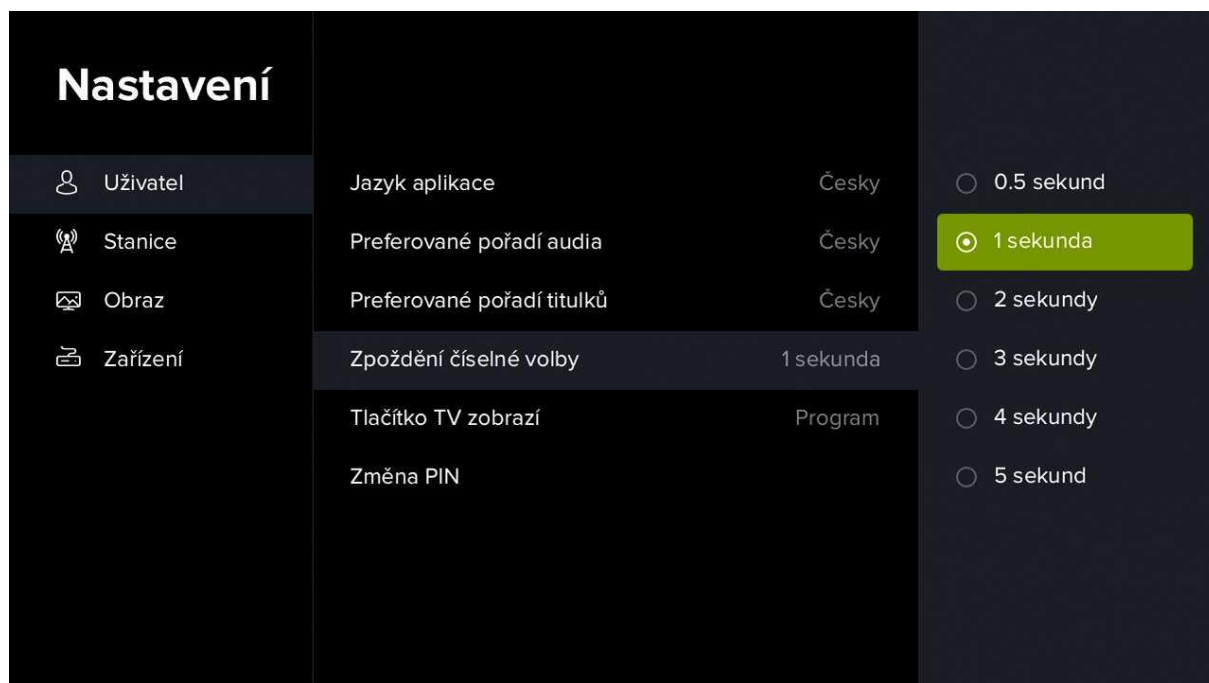 Nastavení
Uživatel
Stanice
Obraz
Zařízení
Jazyk aplikace Česky
Preferované pořadí audia Česky
Preferované pořadí titulků Česky
Zpoždění číselné volby 1 sekunda
Tlačítko TV zobrazí Program
Změna PIN
0.5 sekund
1 sekunda
2 sekundy
3 sekundy
4 sekundy
5 sekund